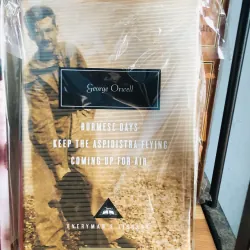 George Orwell
BURMESE DAYS
KEEP THE ASPIDISTRA FLYING
COMING UP FOR AIR
EVERYMAN'S LIBRARY